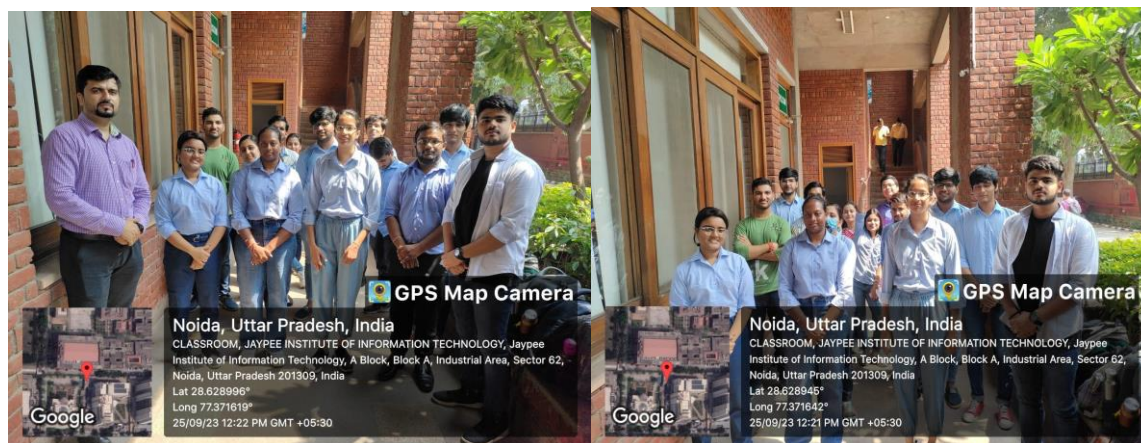 GPS Map Camera
Noida, Uttar Pradesh, India
CLASSROOM, JAYPEE INSTITUTE OF INFORMATION TECHNOLOGY, Jaypee
Institute of Information Technology, A Block, Block A, Industrial Area, Sector 62,
Noida, Uttar Pradesh 201309, India
Lat 28.628996°
Long 77.371619°
25/09/23 12:22 PM GMT +05:30
Google
GPS Map Camera
Noida, Uttar Pradesh, India
CLASSROOM, JAYPEE INSTITUTE OF INFORMATION TECHNOLOGY, Jaypee
Institute of Information Technology, A Block, Block A, Industrial Area, Sector 62,
Noida, Uttar Pradesh 201309, India
Lat 28.628945°
Long 77.371642°
25/09/23 12:21 PM GMT +05:30
Google